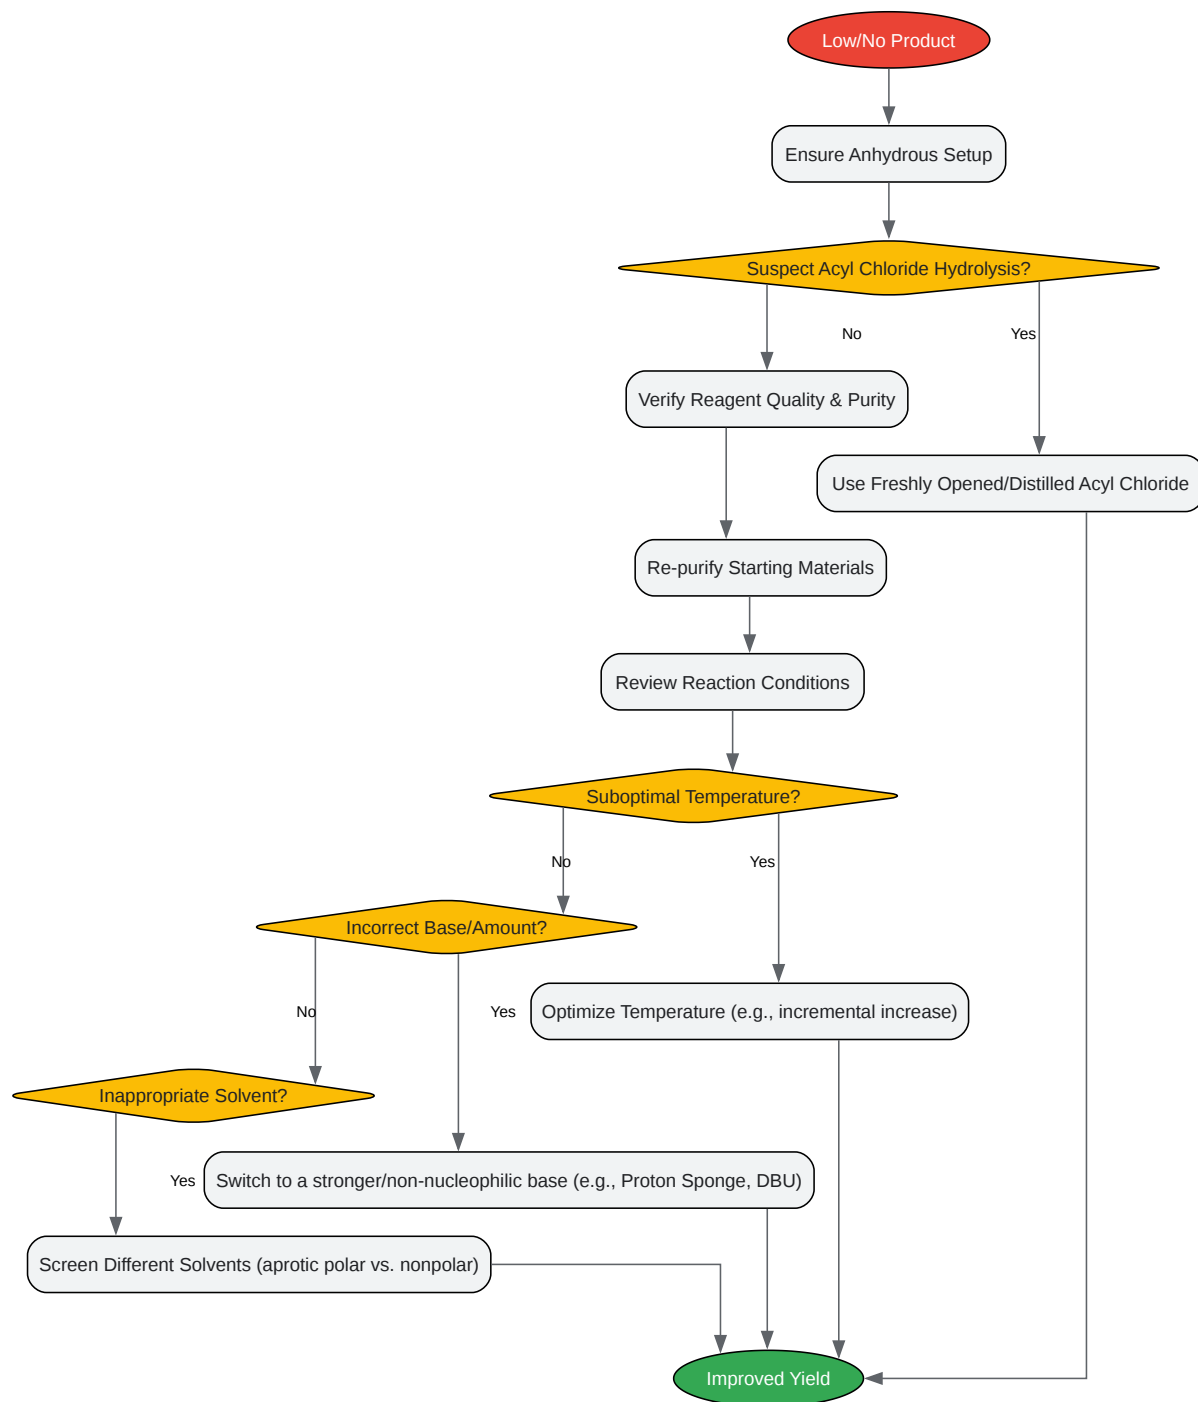 Low/No Product
Ensure Anhydrous Setup
Suspect Acyl Chloride Hydrolysis?
No
Yes
Verify Reagent Quality & Purity
Use Freshly Opened/Distilled Acyl Chloride
Re-purify Starting Materials
Review Reaction Conditions
Suboptimal Temperature?
No
Yes
Incorrect Base/Amount?
No
Yes
Optimize Temperature (e.g., incremental increase)
Inappropriate Solvent?
Yes
Switch to a stronger/non-nucleophilic base (e.g., Proton Sponge, DBU)
Screen Different Solvents (aprotic polar vs. nonpolar)
Improved Yield